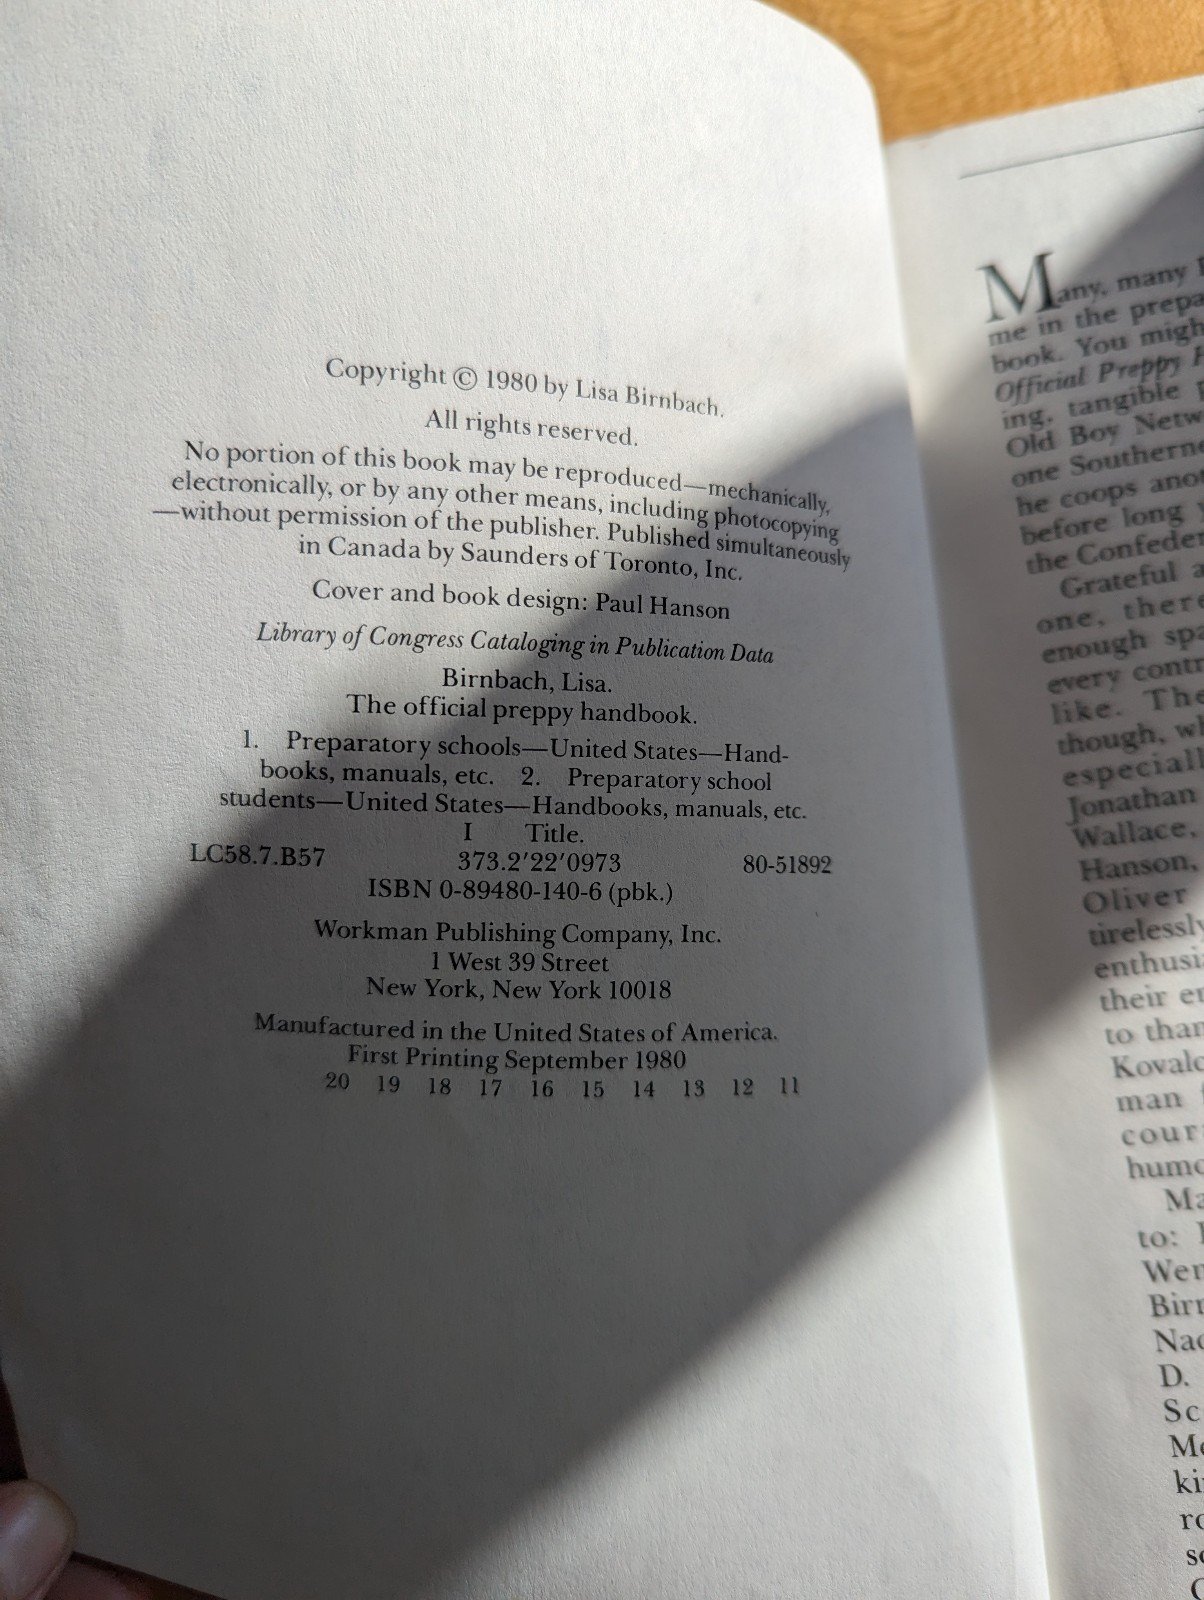 Copyright © 1980 by Lisa Birnbach.
All rights reserved.
No portion of this book may be reproduced—mechanically,
electronically, or by any other means, including photocopying
—without permission of the publisher. Published simultaneously
in Canada by Saunders of Toronto, Inc.
Cover and book design: Paul Hanson
Library of Congress Cataloging in Publication Data
Birnbach, Lisa.
The official preppy handbook.
1. Preparatory schools—United States—Hand-
books, manuals, etc. 2. Preparatory school
students—United States—Handbooks, manuals, etc.
I Title.
LC58.7.B57 373.2'22'0973 80-51892
ISBN 0-89480-140-6 (pbk.)
Workman Publishing Company, Inc.
1 West 39 Street
New York, New York 10018
Manufactured in the United States of America.
First Printing September 1980
20 19 18 17 16 15 14 13 12 11
Many, many
me in the
book. You
Official Preppy
ing, tangible
Old Boy
one
he coops
before long
the
Grateful
one,
enough
every
like.
though,
Jonathan
Wallace,
Hanson,
Oliver
their
to
man
to:
D.